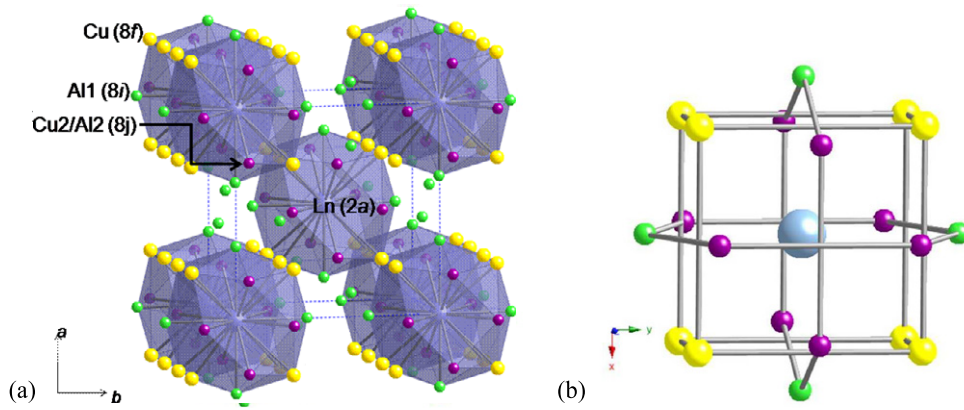 Cu (8f)
Al1 (8i)
Cu2/Al2 (8j)
Ln (2a)
a
b
(a)
y
x
(b)